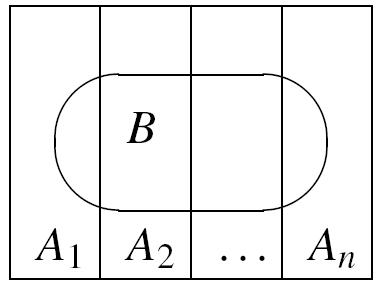 B
A₁ A₂ ... Aₙ